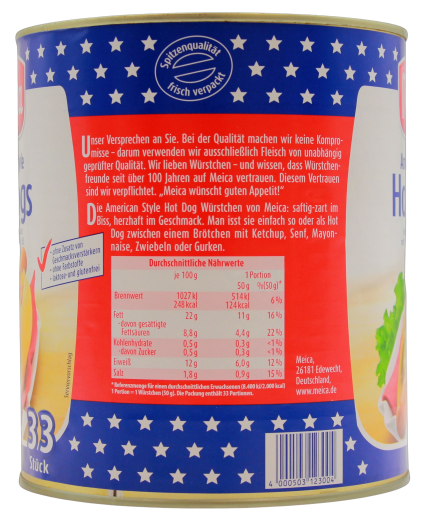 Spitzenqualität
frisch verpackt
Unser Versprechen an Sie. Bei der Qualität machen wir keine Kompro-
misse – darum verwenden wir ausschließlich Fleisch von unabhängig
geprüfter Qualität. Wir lieben Würstchen – und wissen, dass Würstchen-
freunde seit über 100 Jahren auf Meica vertrauen. Diesem Vertrauen
sind wir verpflichtet. „Meica wünscht guten Appetit!“
Die American Style Hot Dog Würstchen von Meica: saftig-zart im
Biss, herzhaft im Geschmack. Man isst sie einfach so oder als Hot
Dog zwischen einem Brötchen mit Ketchup, Senf, Mayon-
naise, Zwiebeln oder Gurken.
- ohne Zusatz von
Geschmacksverstärkern
- ohne Farbstoffe
- laktose- und glutenfrei
Durchschnittliche Nährwerte
je 100 g 1 Portion
50 g %(50 g)*
Brennwert 1027 kJ 514 kJ 6 %
248 kcal 124 kcal
Fett 22 g 11 g 16 %
-davon gesättigte
Fettsäuren 8,8 g 4,4 g 22 %
Kohlenhydrate 0,5 g 0,3 g <1 %
-davon Zucker 0,5 g 0,3 g <1 %
Eiweiß 12 g 6,0 g 12 %
Salz 1,8 g 0,9 g 15 %
* Referenzmenge für einen durchschnittlichen Erwachsenen (8.400 kJ/2.000 kcal)
1 Portion = 1 Würstchen (50 g). Die Packung enthält 33 Portionen.
Meica,
26181 Edewecht,
Deutschland,
www.meica.de
Serviervorschlag
gs
33
Stück
H
4 000503 123004